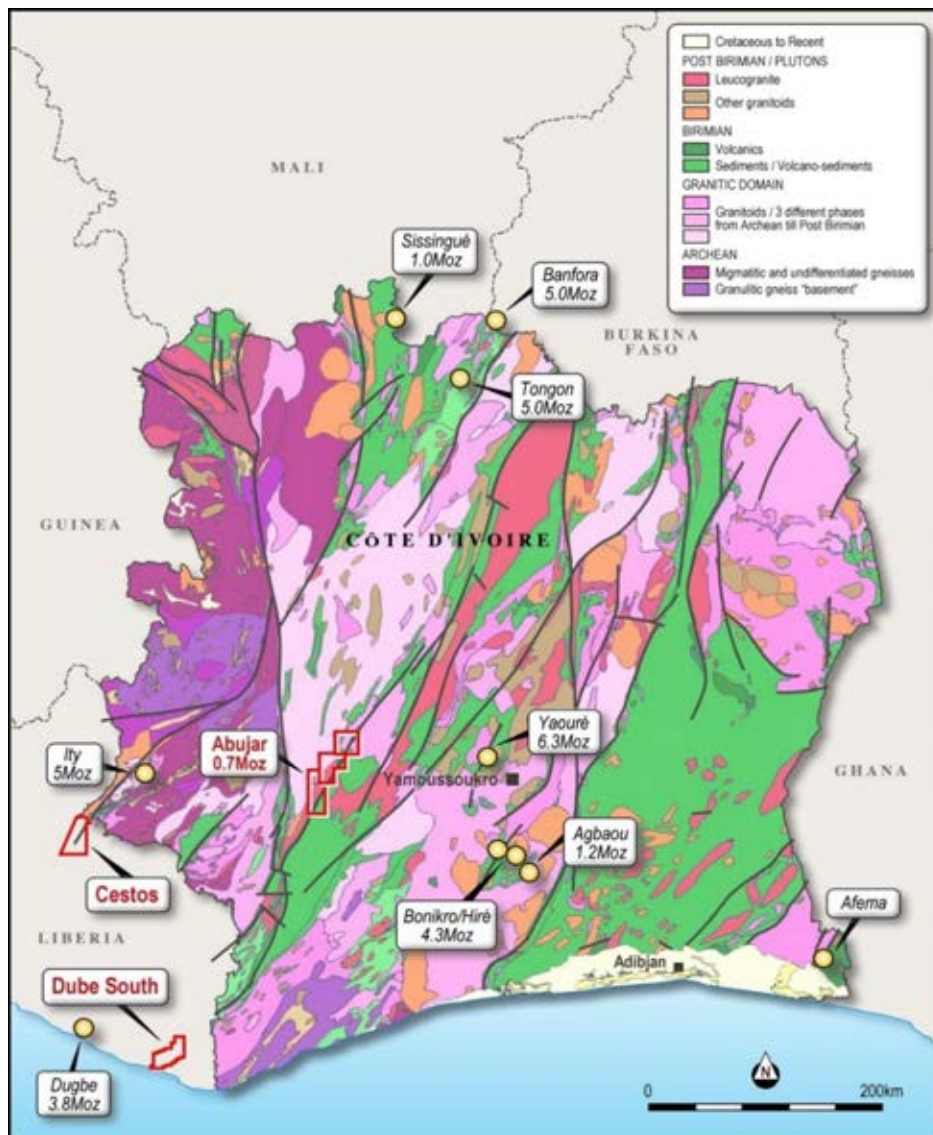 Cretaceous to Recent
POST BIRIMIAN / PLUTONS
Leucogranite
Other granitoids
BIRIMIAN
Volcanics
Sediments / Volcano-sediments
GRANITIC DOMAIN
Granitoids / 3 different phases
from Archean till Post Birimian
ARCHEAN
Migmatitic and undifferentiated gneisses
Granulitic gneiss "basement"
MALI
Sissingué
1.0Moz
Banfora
5.0Moz
BURKINA
FASO
Tongon
5.0Moz
GUINEA
CôTE D'IVOIRE
Abujar
0.7Moz
Yaouré
6.3Moz
Ity
5Moz
Yamoussoukro
GHANA
Agbaou
1.2Moz
Cestos
Bonikro/Hiré
4.3Moz
Afema
LIBERIA
Adibjan
Dube South
Dugbe
3.8Moz
N
0
200km